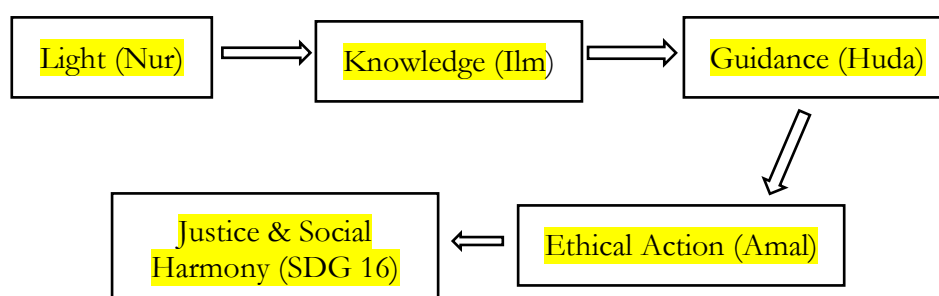 Light (Nur)
Knowledge (Ilm)
Guidance (Huda)
Ethical Action (Amal)
Justice & Social
Harmony (SDG 16)